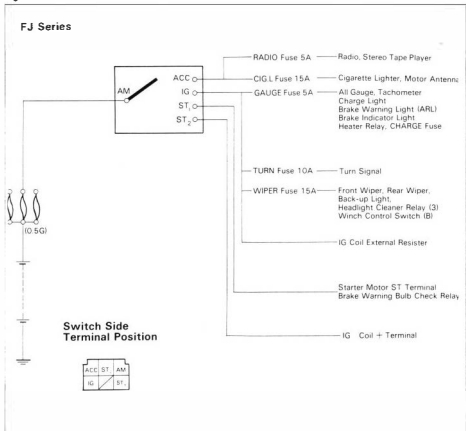 FJ Series
AM
ACC
IG
ST₁
ST₂
RADIO Fuse 5A Radio, Stereo Tape Player
CIG L Fuse 15A Cigarette Lighter, Motor Antenna
GAUGE Fuse 5A All Gauge, Tachometer
Charge Light
Brake Warning Light (ARL)
Brake Indicator Light
Heater Relay, CHARGE Fuse
TURN Fuse 10A Turn Signal
WIPER Fuse 15A Front Wiper, Rear Wiper,
Back-up Light,
Headlight Cleaner Relay (3)
Winch Control Switch (B)
(0.5G)
IG Coil External Resister
Starter Motor ST Terminal
Brake Warning Bulb Check Relay
IG Coil + Terminal
Switch Side
Terminal Position
ACC ST AM
IG